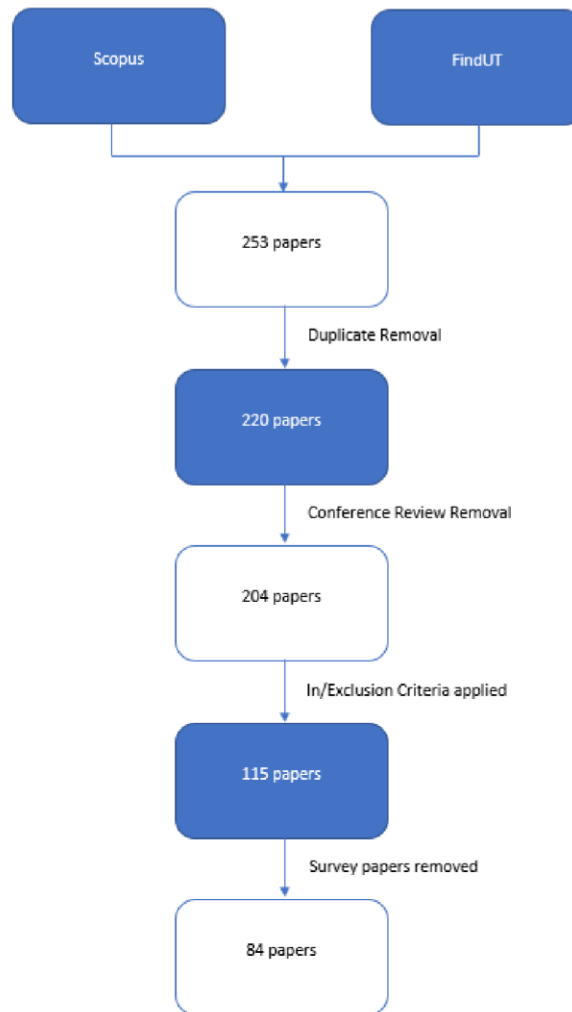 Scopus
FindUT
253 papers
Duplicate Removal
220 papers
Conference Review Removal
204 papers
In/Exclusion Criteria applied
115 papers
Survey papers removed
84 papers